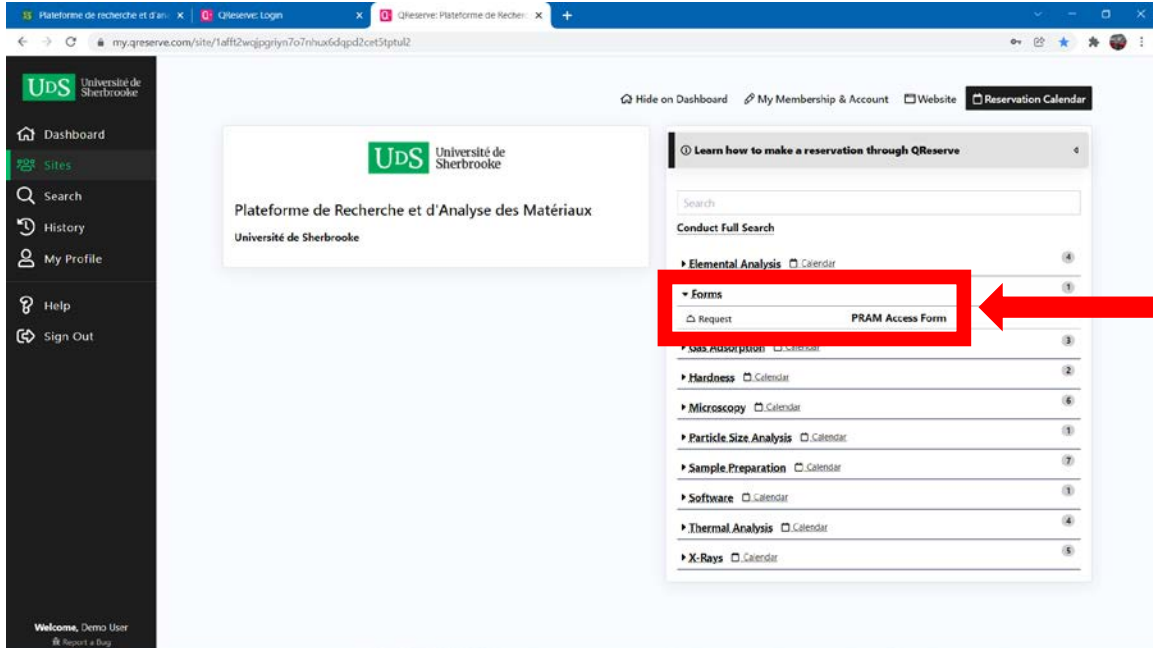 Plateforme de recherche et d'an
QReserve: Login
QReserve: Plateforme de Recher
my.qreserve.com/site/1afft2wqjpgriyn7o7nhux6dqpd2cet5tptul2
UDS Université de Sherbrooke
Dashboard
Sites
Search
History
My Profile
Help
Sign Out
Welcome, Demo User
Report a Bug
Hide on Dashboard My Membership & Account Website Reservation Calendar
UDS Université de Sherbrooke
Plateforme de Recherche et d'Analyse des Matériaux
Université de Sherbrooke
Learn how to make a reservation through QReserve
Search
Conduct Full Search
Elemental Analysis Calendar 4
Forms 1
Request PRAM Access Form
Gas Adsorption Calendar 3
Hardness Calendar 2
Microscopy Calendar 6
Particle Size Analysis Calendar 1
Sample Preparation Calendar 7
Software Calendar 1
Thermal Analysis Calendar 4
X-Rays Calendar 5